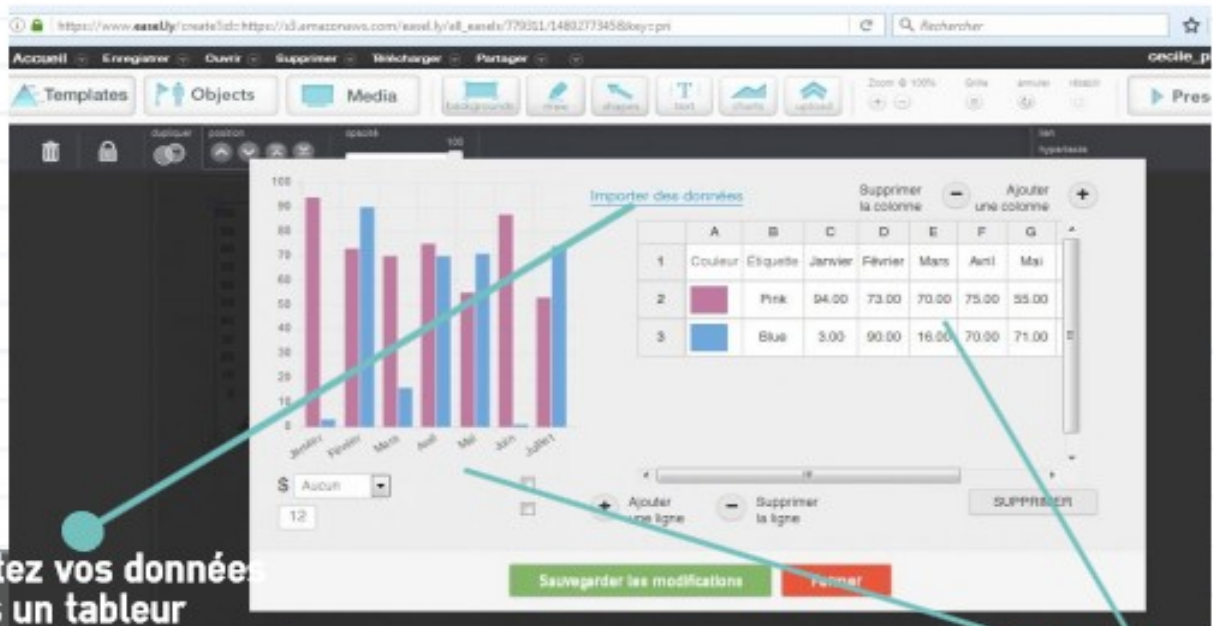 https://www.easel.ly/create?id=https://s3.amazonaws.com/easel.ly/all_easels/779311/1480277345&key=pri
Rechercher
Accueil Enregistrer Ouvrir Supprimer Télécharger Partager
cecile_p
Templates Objects Media backgrounds draw shapes text charts upload
Zoom @ 100% Grille annuler rétablir
Pres
dupliquer position opacité 100 lien hypertexte
100
90
80
70
60
50
40
30
20
10
0
Janvier Février Mars Avril Mai Juin Juillet
Importer des données
Supprimer la colonne
Ajouter une colonne
A B C D E F G
1 Couleur Étiquette Janvier Février Mars Avril Mai
2 Pink 94.00 73.00 70.00 75.00 55.00
3 Blue 3.00 90.00 16.00 70.00 71.00
$ Aucun
12
Ajouter une ligne
Supprimer la ligne
SUPPRIMER
Sauvegarder les modifications
Fermer
tez vos données
s un tableur